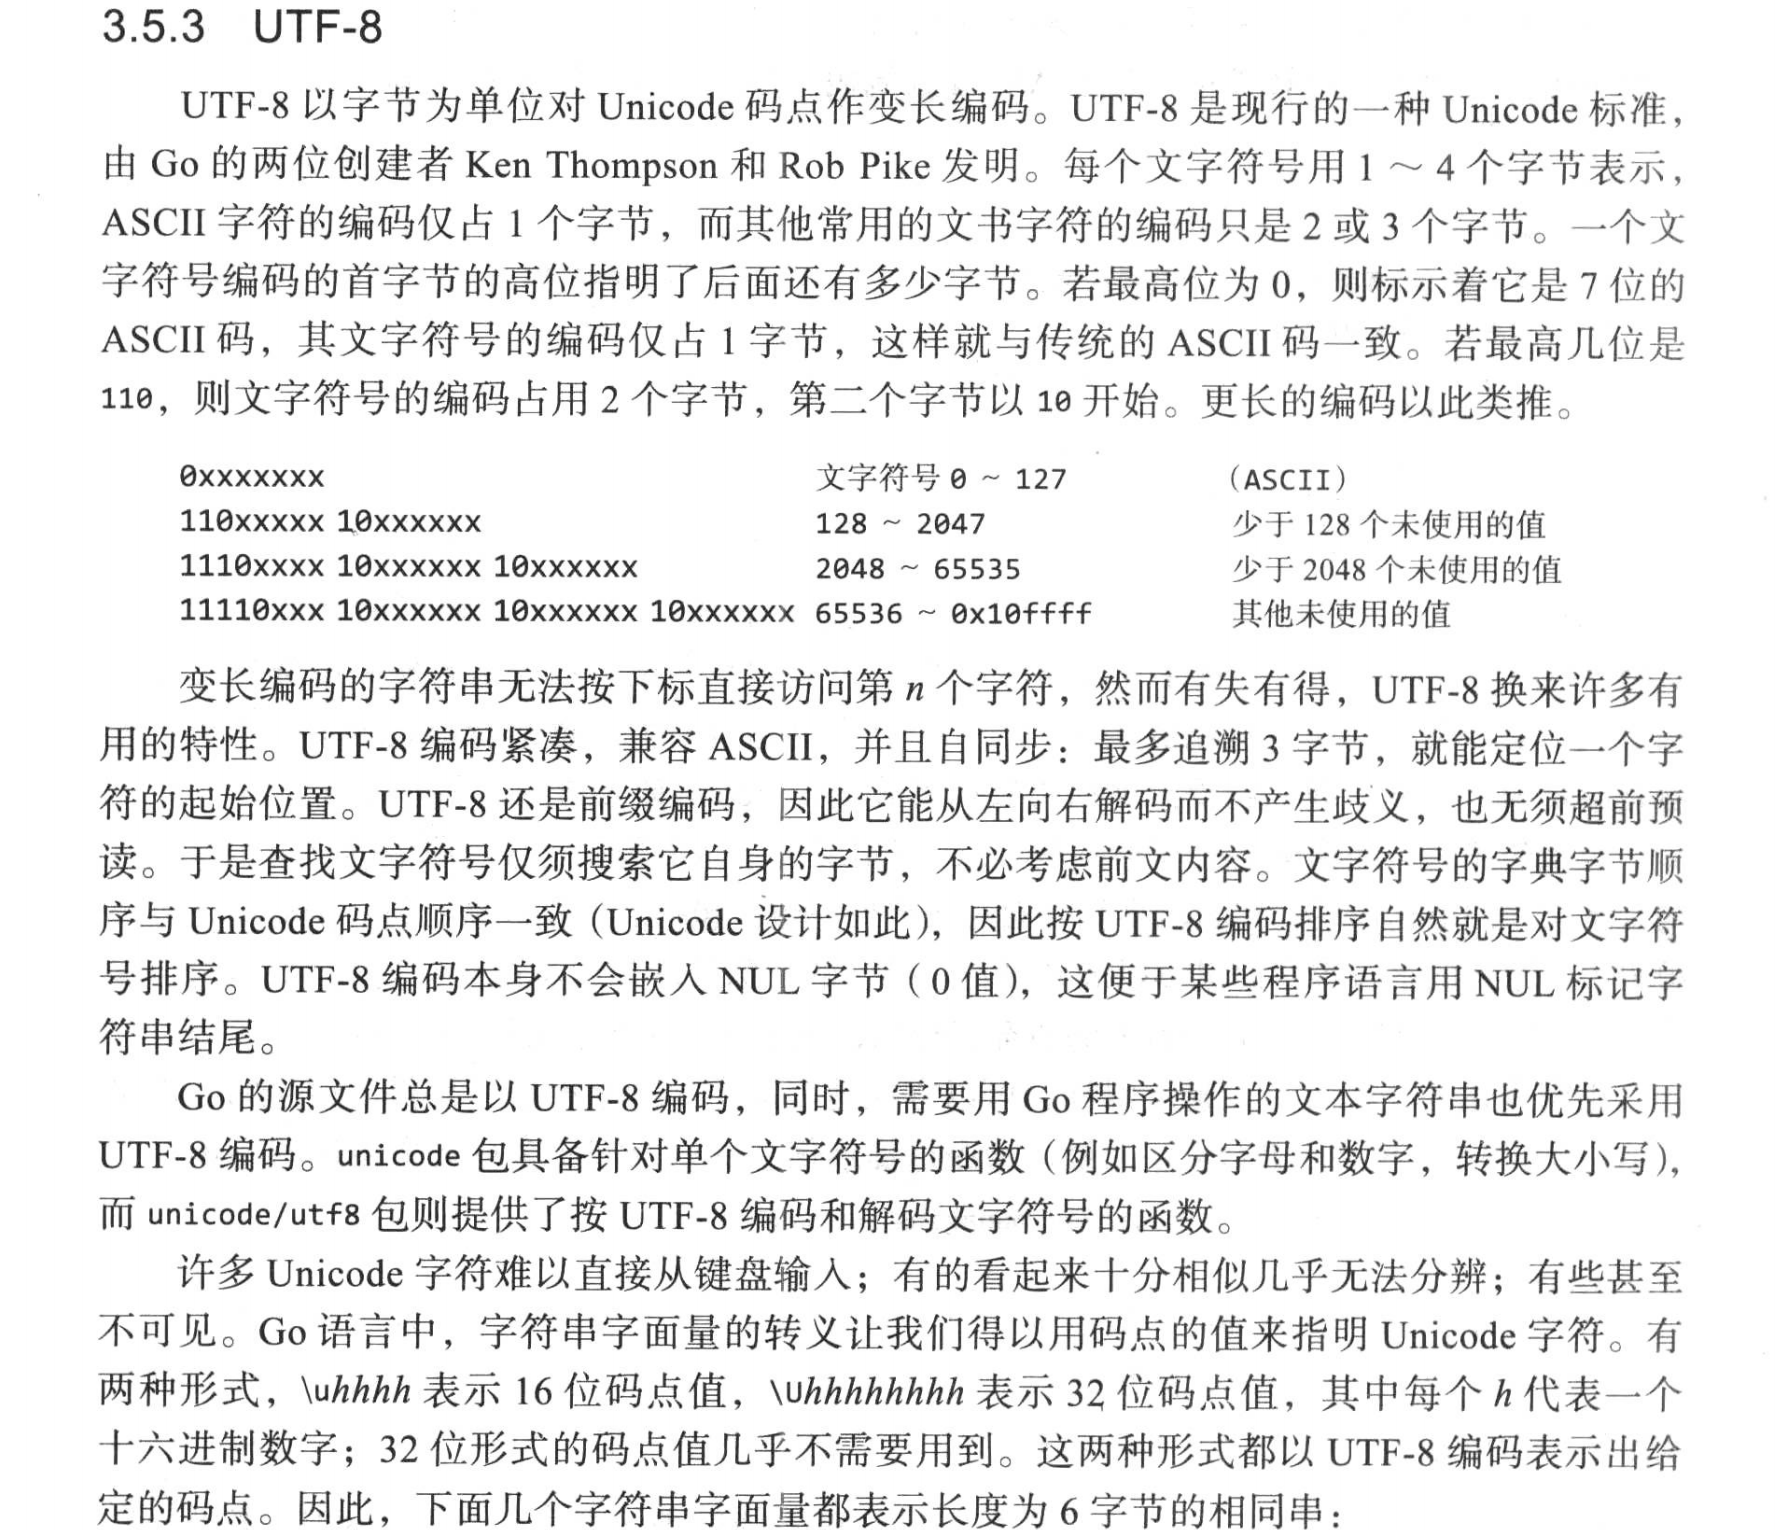 3.5.3 UTF-8
UTF-8 以字节为单位对 Unicode 码点作变长编码。UTF-8 是现行的一种 Unicode 标准，
由 Go 的两位创建者 Ken Thompson 和 Rob Pike 发明。每个文字符号用 1 ～ 4 个字节表示，
ASCII 字符的编码仅占 1 个字节，而其他常用的文书字符的编码只是 2 或 3 个字节。一个文
字符号编码的首字节的高位指明了后面还有多少字节。若最高位为 0，则标示着它是 7 位的
ASCII 码，其文字符号的编码仅占 1 字节，这样就与传统的 ASCII 码一致。若最高几位是
110，则文字符号的编码占用 2 个字节，第二个字节以 10 开始。更长的编码以此类推。
0xxxxxxx 文字符号 0 ~ 127 (ASCII)
110xxxxx 10xxxxxx 128 ~ 2047 少于 128 个未使用的值
1110xxxx 10xxxxxx 10xxxxxx 2048 ~ 65535 少于 2048 个未使用的值
11110xxx 10xxxxxx 10xxxxxx 10xxxxxx 65536 ~ 0x10ffff 其他未使用的值
变长编码的字符串无法按下标直接访问第 n 个字符，然而有失有得，UTF-8 换来许多有
用的特性。UTF-8 编码紧凑，兼容 ASCII，并且自同步：最多追溯 3 字节，就能定位一个字
符的起始位置。UTF-8 还是前缀编码，因此它能从左向右解码而不产生歧义，也无须超前预
读。于是查找文字符号仅须搜索它自身的字节，不必考虑前文内容。文字符号的字典字节顺
序与 Unicode 码点顺序一致（Unicode 设计如此），因此按 UTF-8 编码排序自然就是对文字符
号排序。UTF-8 编码本身不会嵌入 NUL 字节（0 值），这便于某些程序语言用 NUL 标记字
符串结尾。
Go 的源文件总是以 UTF-8 编码，同时，需要用 Go 程序操作的文本字符串也优先采用
UTF-8 编码。unicode 包具备针对单个文字符号的函数（例如区分字母和数字，转换大小写），
而 unicode/utf8 包则提供了按 UTF-8 编码和解码文字符号的函数。
许多 Unicode 字符难以直接从键盘输入；有的看起来十分相似几乎无法分辨；有些甚至
不可见。Go 语言中，字符串字面量的转义让我们得以用码点的值来指明 Unicode 字符。有
两种形式，\uhhhh 表示 16 位码点值，\Uhhhhhhhh 表示 32 位码点值，其中每个 h 代表一个
十六进制数字；32 位形式的码点值几乎不需要用到。这两种形式都以 UTF-8 编码表示出给
定的码点。因此，下面几个字符串字面量都表示长度为 6 字节的相同串：